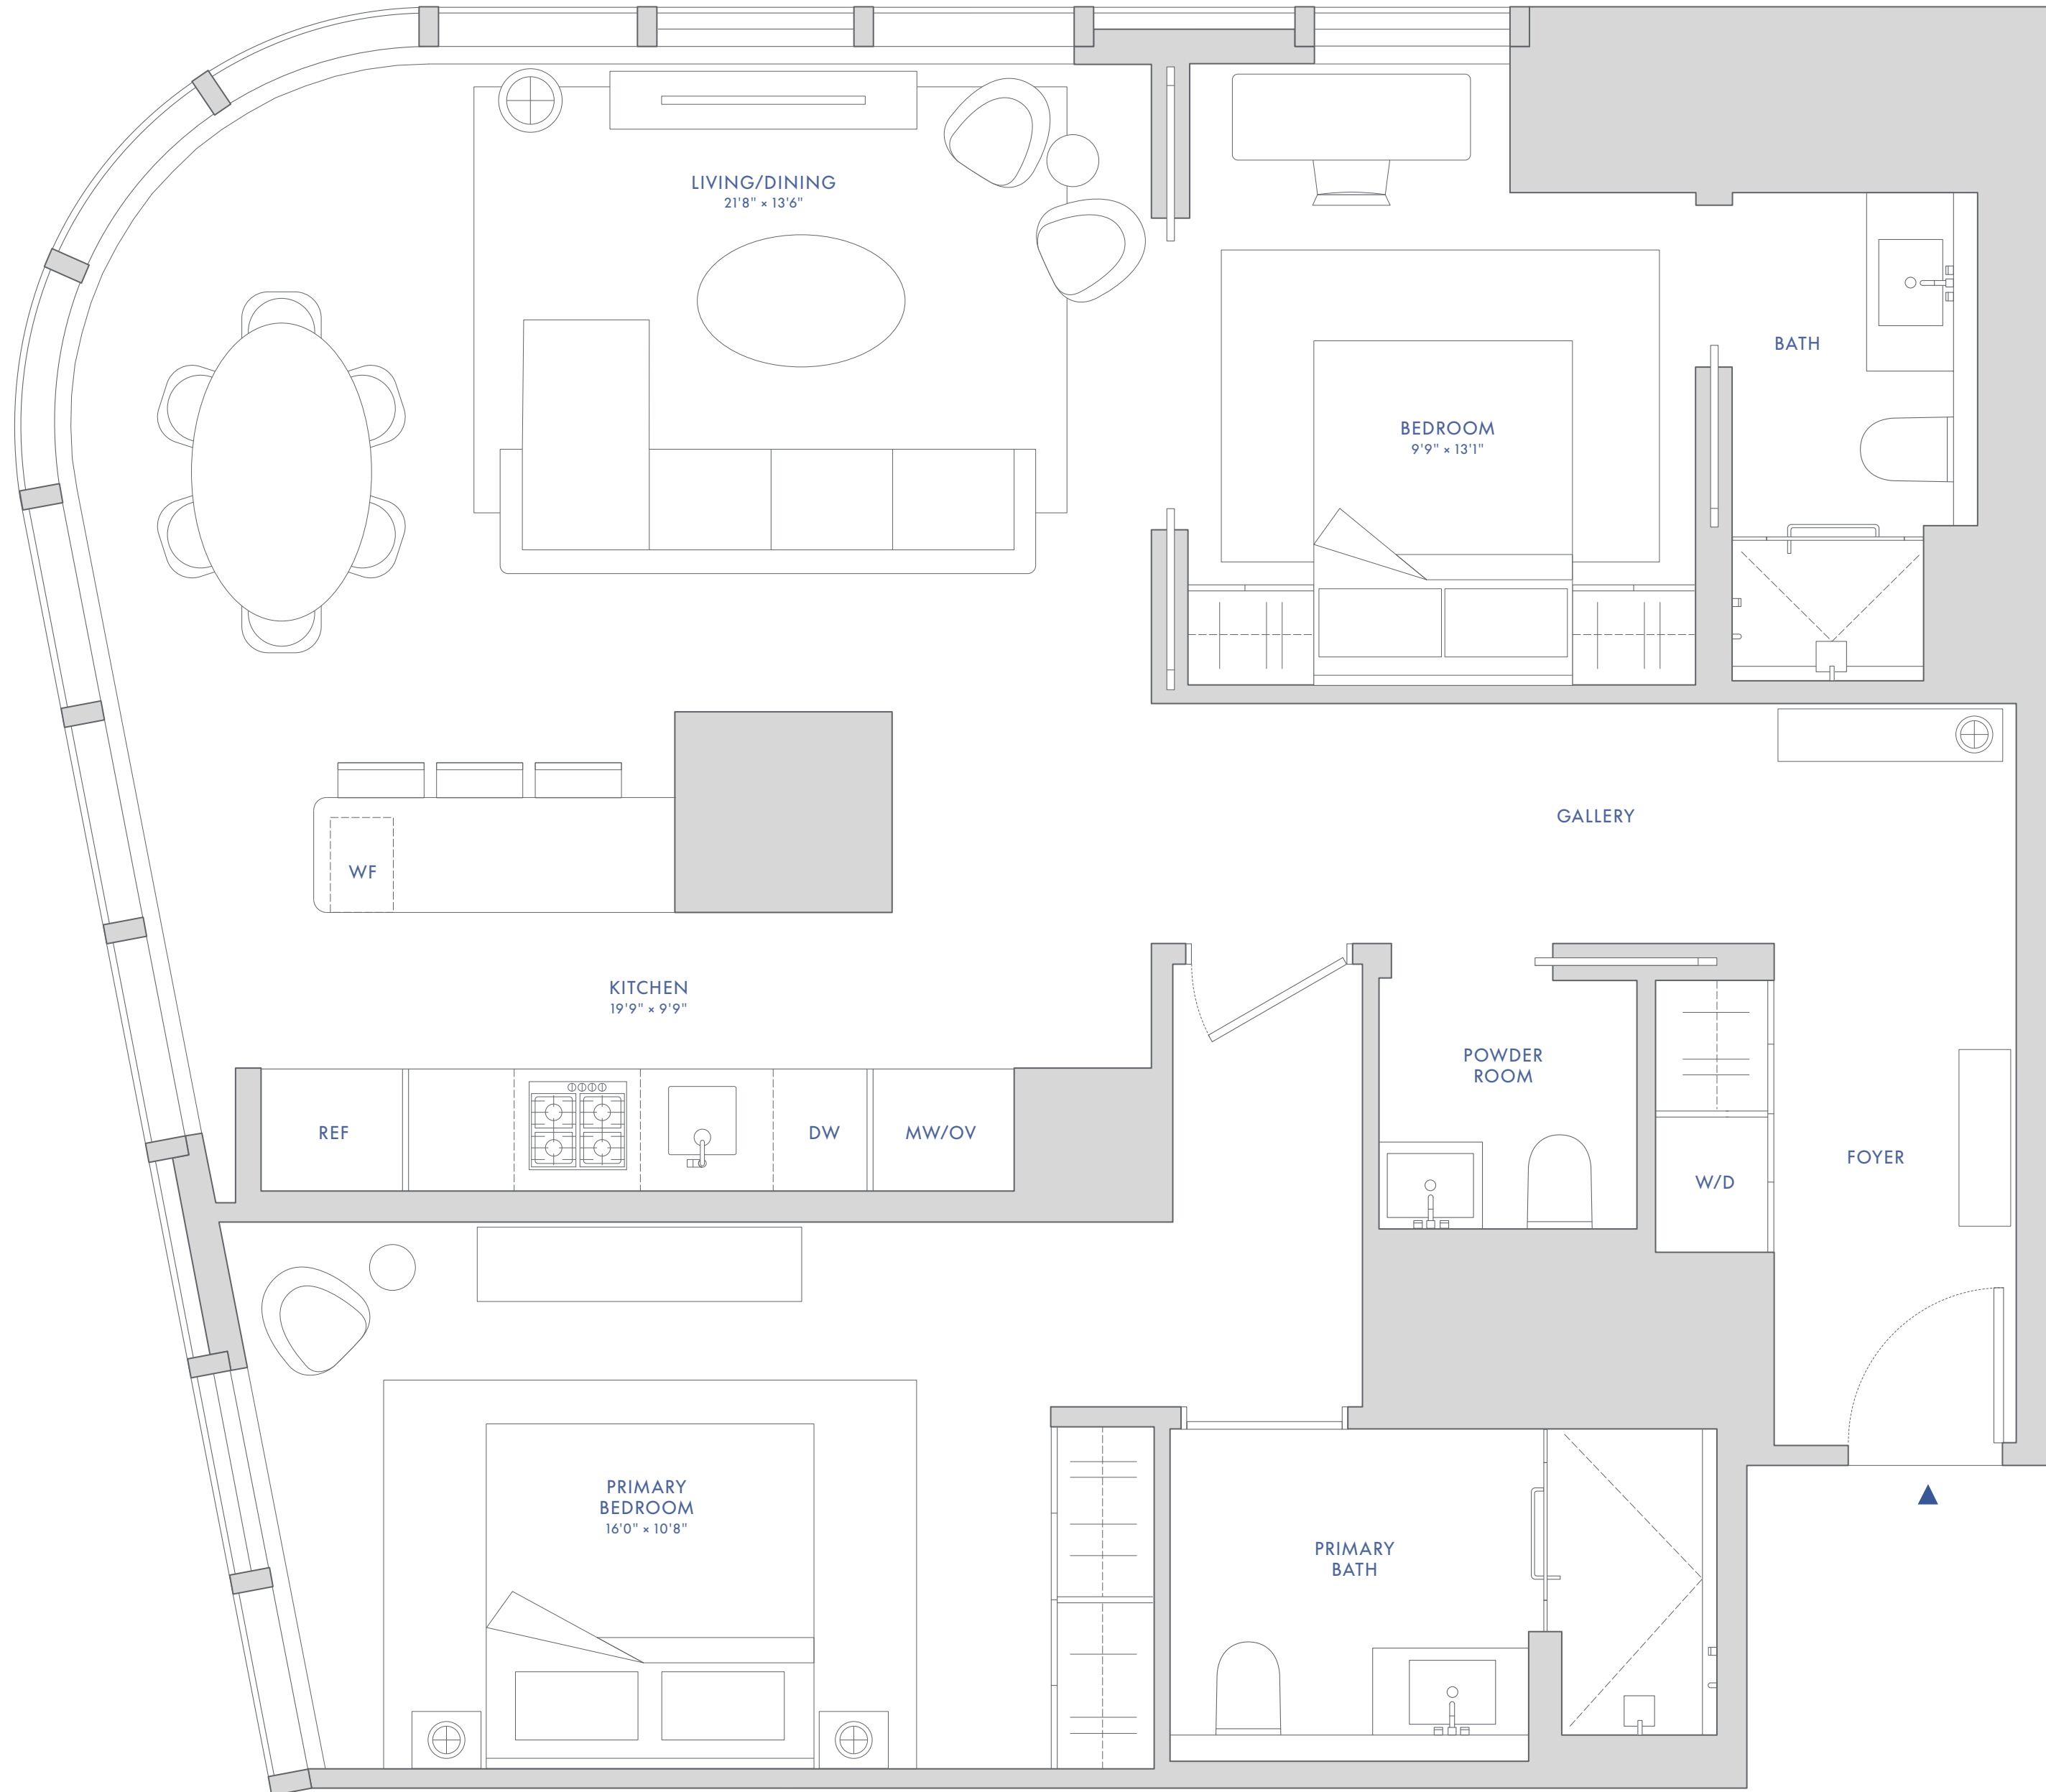 LIVING/DINING
21'8" × 13'6"
BATH
BEDROOM
9'9" × 13'1"
GALLERY
WF
KITCHEN
19'9" × 9'9"
POWDER
ROOM
REF
DW
MW/OV
FOYER
W/D
PRIMARY
BEDROOM
16'0" × 10'8"
PRIMARY
BATH